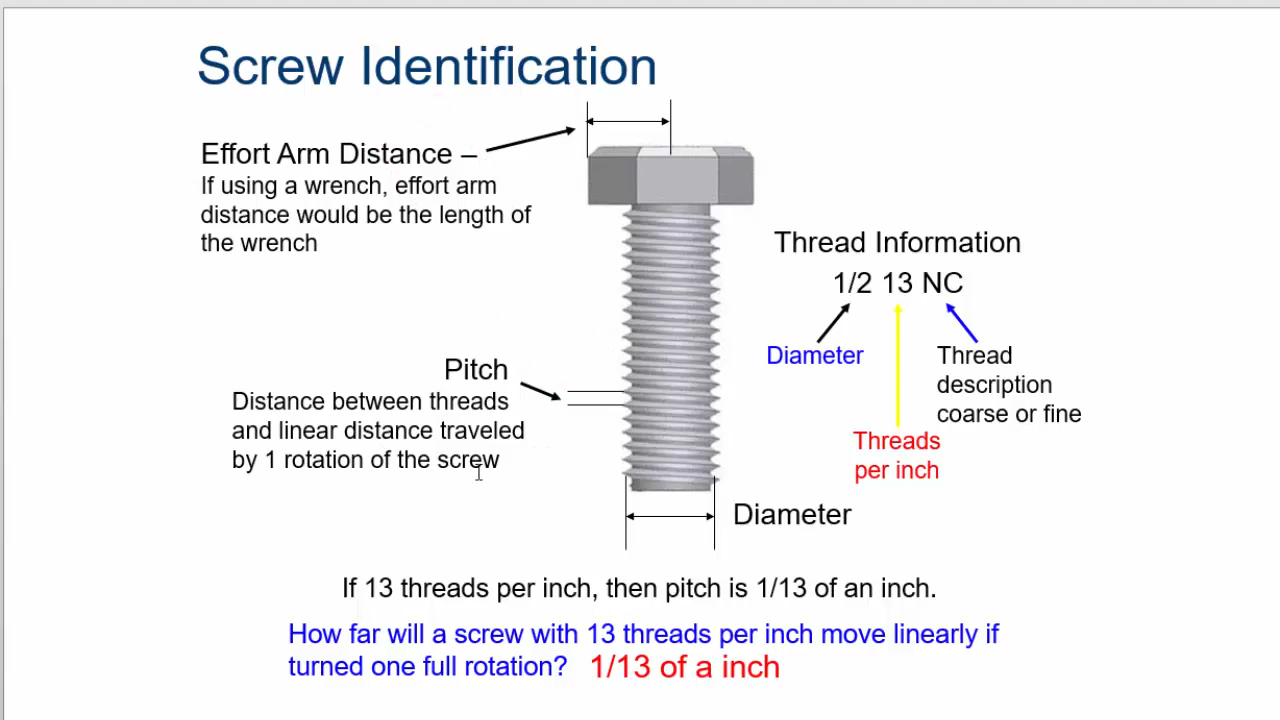 Screw Identification
Effort Arm Distance –
If using a wrench, effort arm
distance would be the length of
the wrench
Thread Information
1/2 13 NC
Diameter
Thread
description
coarse or fine
Threads
per inch
Pitch
Distance between threads
and linear distance traveled
by 1 rotation of the screw
Diameter
If 13 threads per inch, then pitch is 1/13 of an inch.
How far will a screw with 13 threads per inch move linearly if
turned one full rotation? 1/13 of a inch